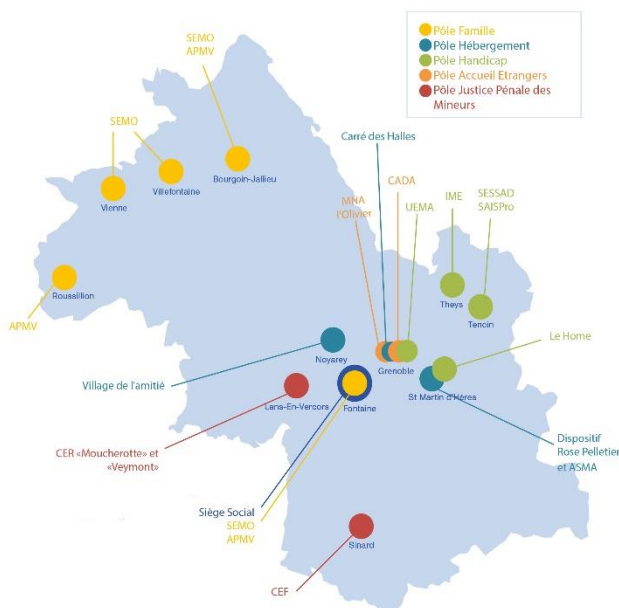 Pôle Famille
Pôle Hébergement
Pôle Handicap
Pôle Accueil Etrangers
Pôle Justice Pénale des
Mineurs
SEMO
APMV
SEMO
Vienne
Villefontaine
Bourgoin-Jallieu
Roussillion
APMV
Carré des Halles
MNA
l'Olivier
CADA
UEMA
IME
SESSAD
SAISPro
Theys
Tencin
Le Home
Noyarey
Village de l'amitié
Grenoble
St Martin d'Hères
Lans-En-Vercors
Fontaine
Dispositif
Rose Pelletier
et ASMA
CER «Moucherotte» et
«Veymont»
Siège Social
SEMO
APMV
Sinard
CEF